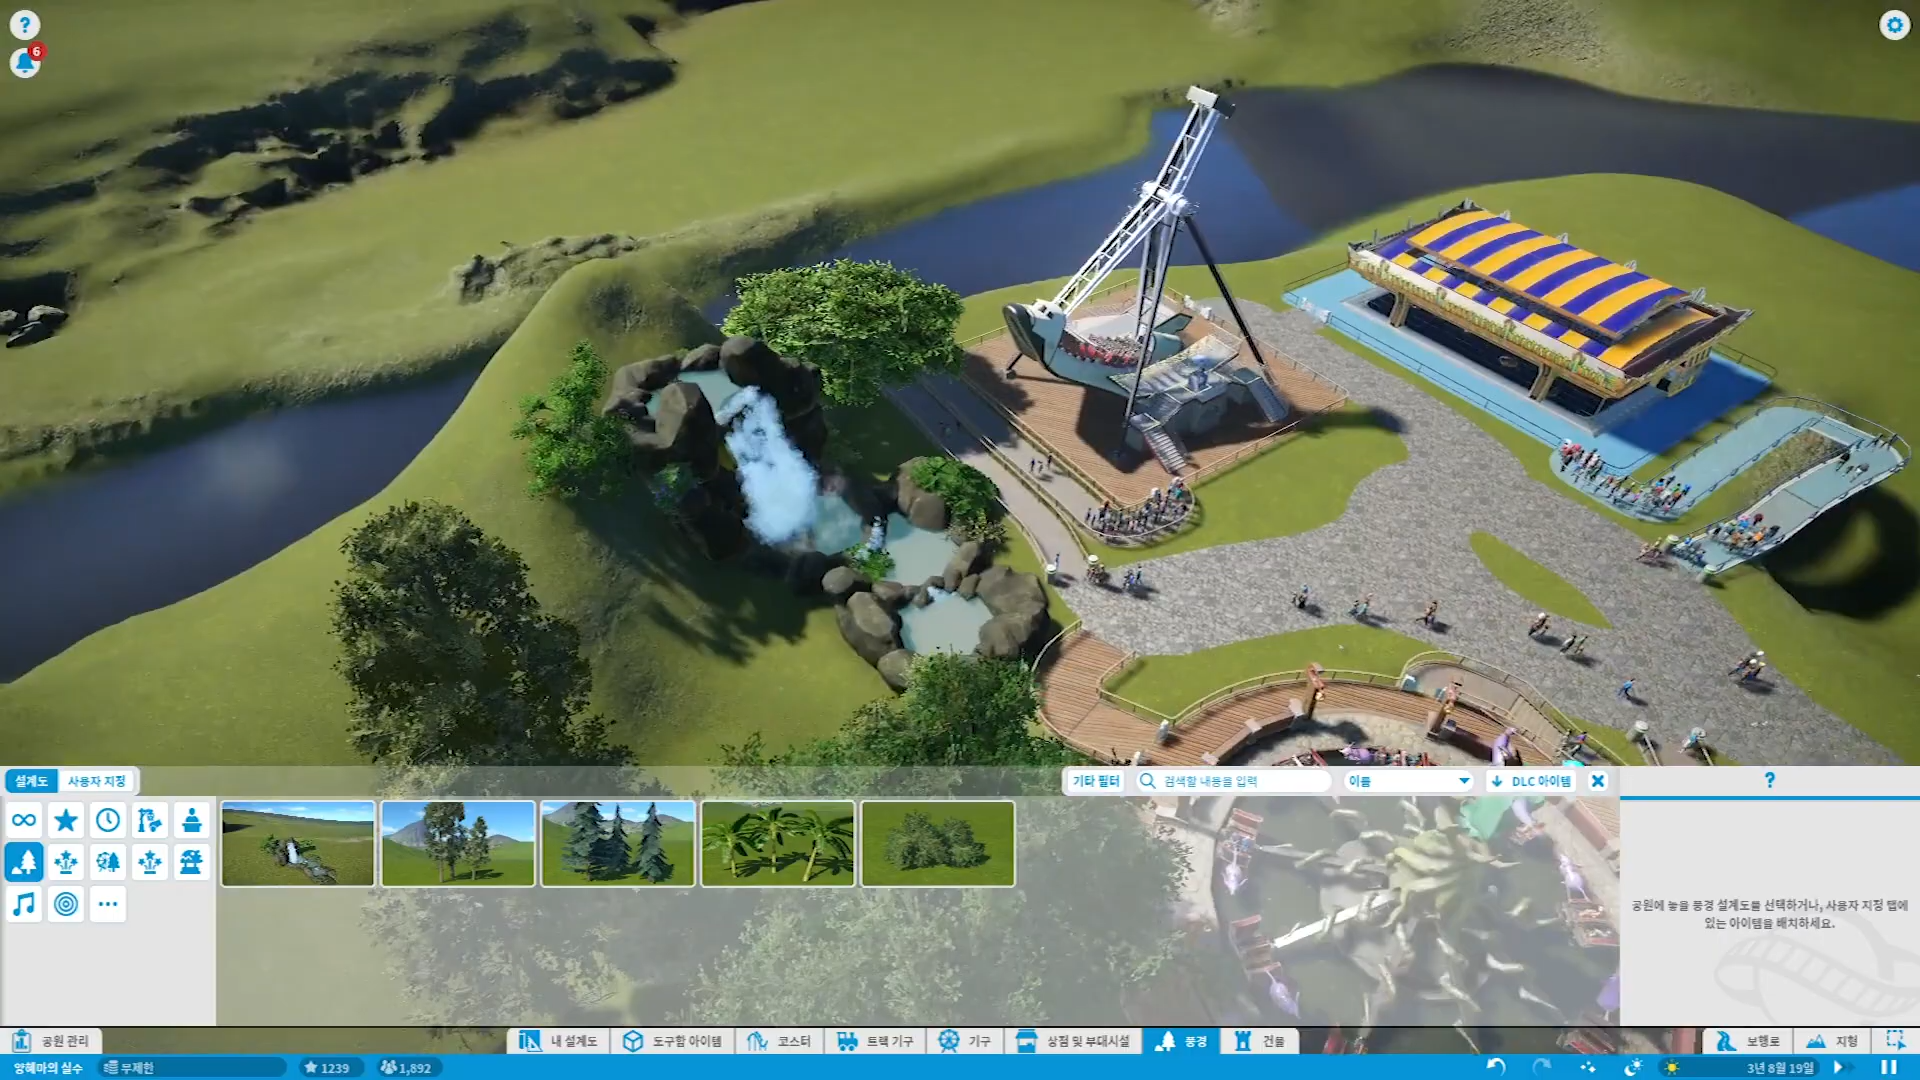 ?
6
설계도
사용자 지정
기타 필터
검색할 내용을 입력
이름
DLC 아이템
?
공원에 놓을 풍경 설계도를 선택하거나, 사용자 지정 탭에
있는 아이템을 배치하세요.
공원 관리
내 설계도
도구함 아이템
코스터
트랙 기구
기구
상점 및 부대시설
풍경
건물
보행로
지형
앙헤마의 실수
무제한
1239
1,892
3년 8월 19일